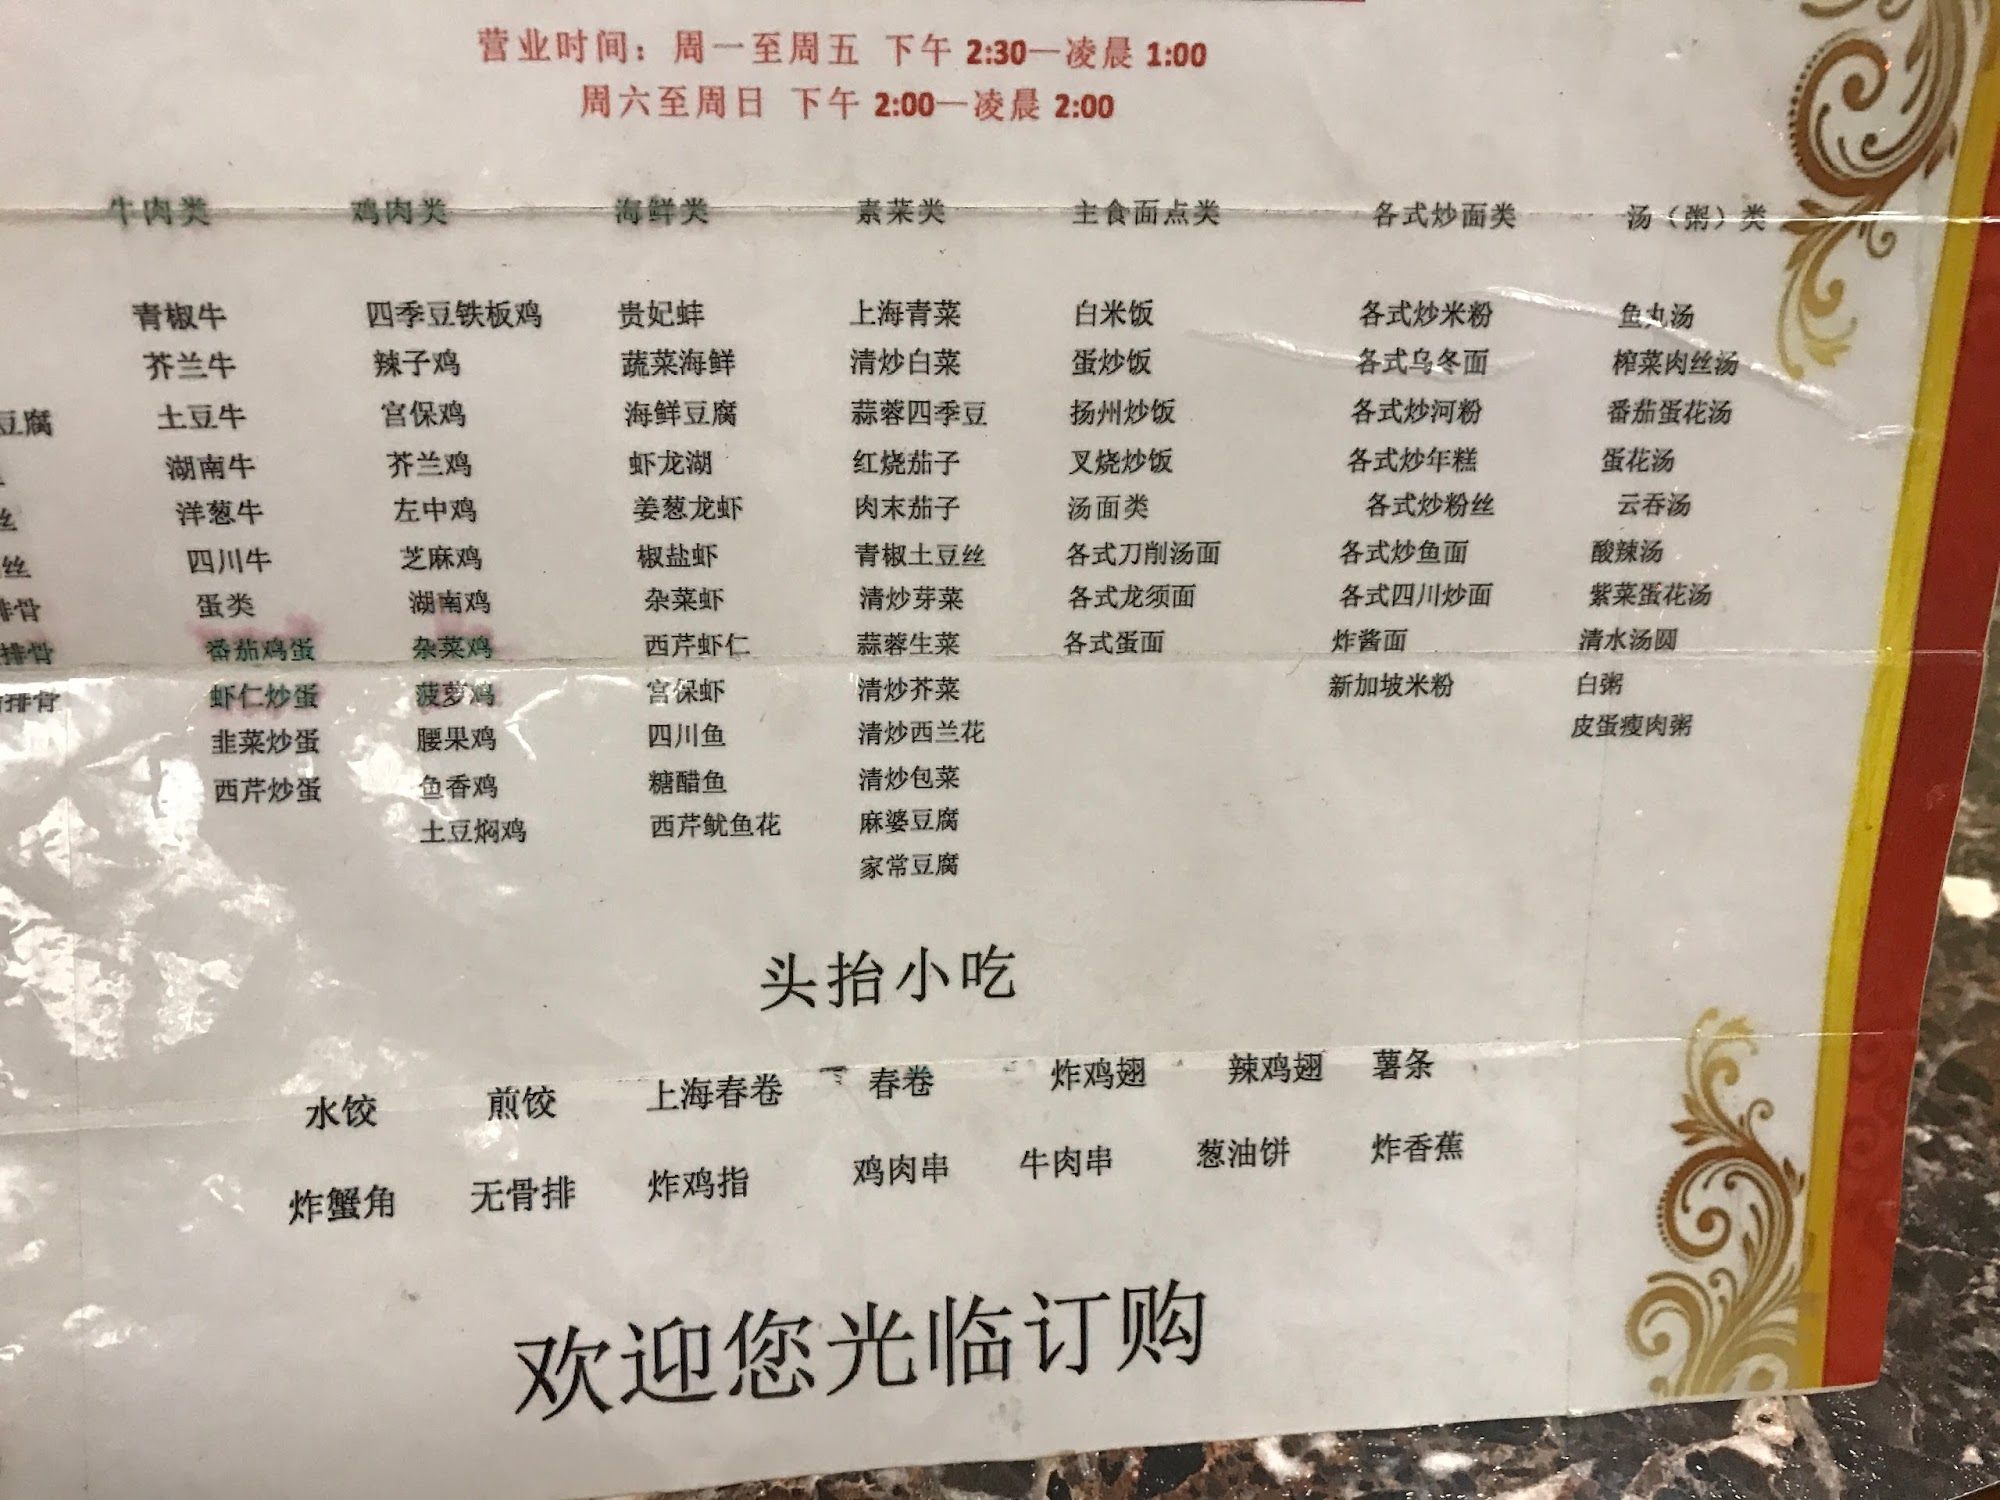 营业时间：周一至周五 下午 2:30—凌晨 1:00
周六至周日 下午 2:00—凌晨 2:00
牛肉类 鸡肉类 海鲜类 素菜类 主食面点类 各式炒面类 汤（粥）类
青椒牛 四季豆铁板鸡 贵妃蚌 上海青菜 白米饭 各式炒米粉 鱼丸汤
芥兰牛 辣子鸡 蔬菜海鲜 清炒白菜 蛋炒饭 各式乌冬面 榨菜肉丝汤
豆腐 土豆牛 宫保鸡 海鲜豆腐 蒜蓉四季豆 扬州炒饭 各式炒河粉 番茄蛋花汤
湖南牛 芥兰鸡 虾龙湖 红烧茄子 叉烧炒饭 各式炒年糕 蛋花汤
丝 洋葱牛 左中鸡 姜葱龙虾 肉末茄子 汤面类 各式炒粉丝 云吞汤
丝 四川牛 芝麻鸡 椒盐虾 青椒土豆丝 各式刀削汤面 各式炒鱼面 酸辣汤
排骨 蛋类 湖南鸡 杂菜虾 清炒芽菜 各式龙须面 各式四川炒面 紫菜蛋花汤
排骨 番茄鸡蛋 杂菜鸡 西芹虾仁 蒜蓉生菜 各式蛋面 炸酱面 清水汤圆
排骨 虾仁炒蛋 菠萝鸡 宫保虾 清炒芥菜 新加坡米粉 白粥
韭菜炒蛋 腰果鸡 四川鱼 清炒西兰花 皮蛋瘦肉粥
西芹炒蛋 鱼香鸡 糖醋鱼 清炒包菜
土豆焖鸡 西芹鱿鱼花 麻婆豆腐
家常豆腐
头抬小吃
水饺 煎饺 上海春卷 春卷 炸鸡翅 辣鸡翅 薯条
炸蟹角 无骨排 炸鸡指 鸡肉串 牛肉串 葱油饼 炸香蕉
欢迎您光临订购